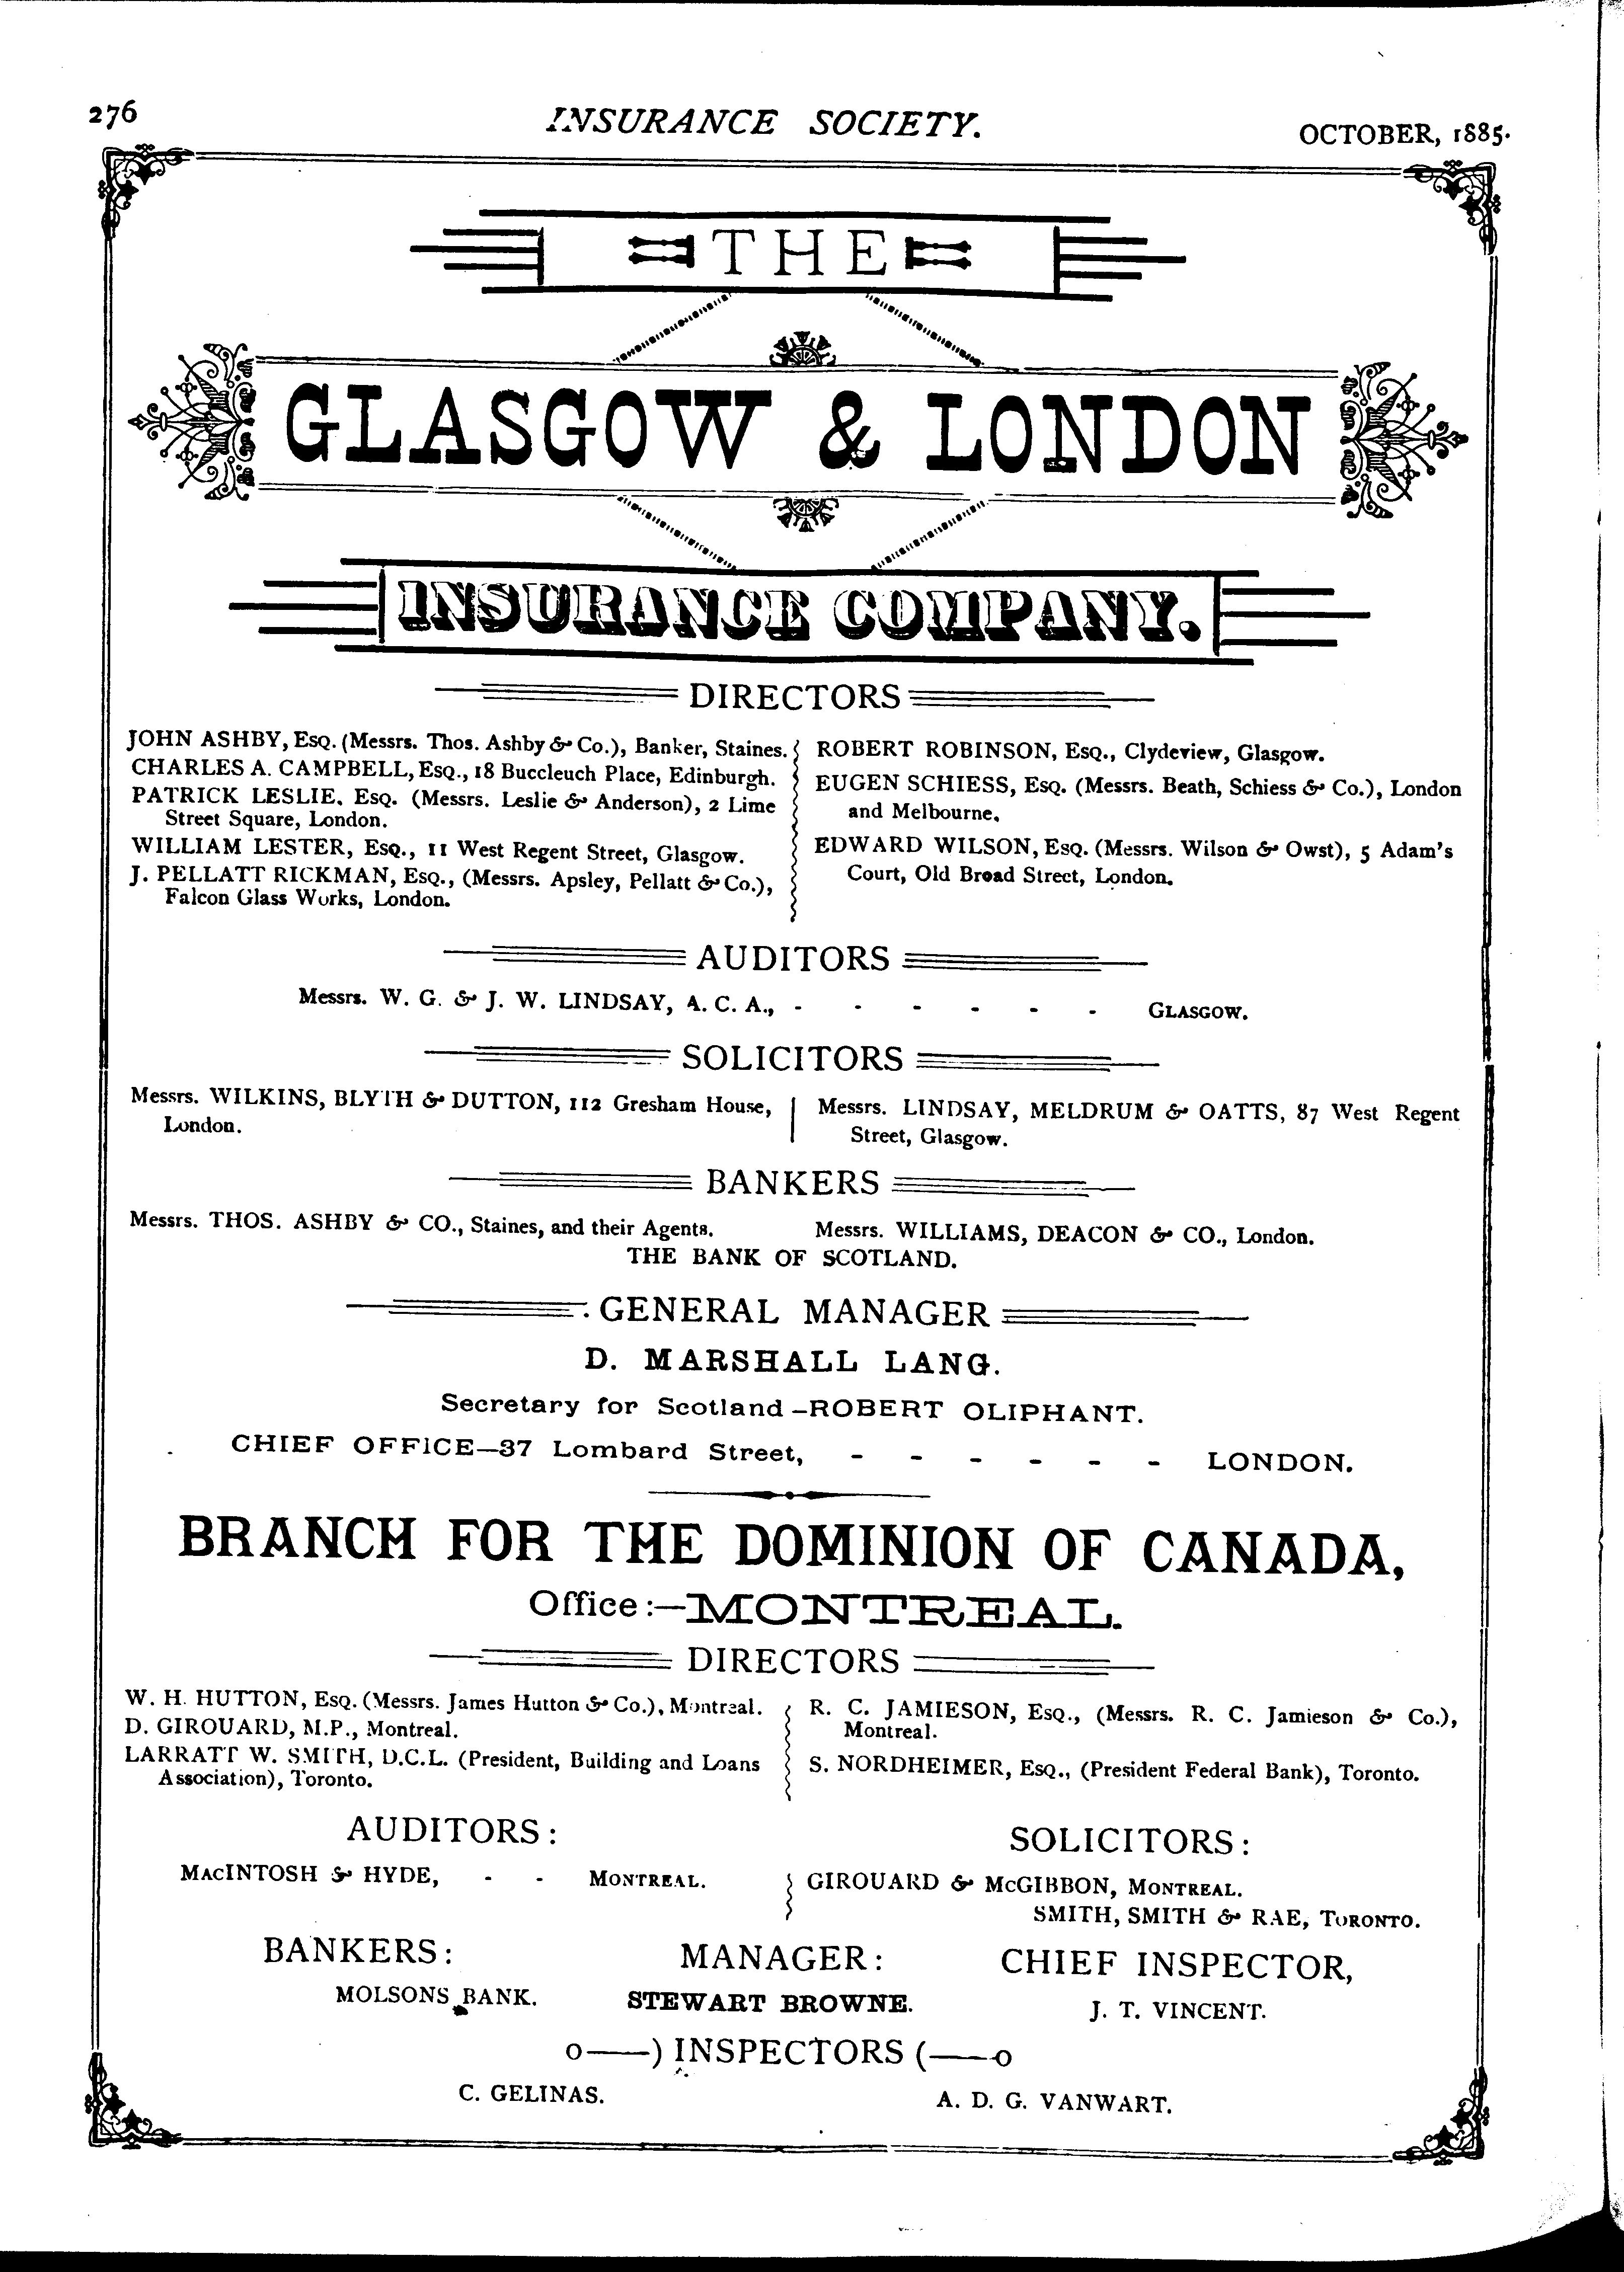 276
INSURANCE SOCIETY.
OCTOBER, 1885.
THE
GLASGOW & LONDON
INSURANCE COMPANY.
DIRECTORS
JOHN ASHBY, Esq. (Messrs. Thos. Ashby & Co.), Banker, Staines.
CHARLES A. CAMPBELL, Esq., 18 Buccleuch Place, Edinburgh.
PATRICK LESLIE, Esq. (Messrs. Leslie & Anderson), 2 Lime
Street Square, London.
WILLIAM LESTER, Esq., 11 West Regent Street, Glasgow.
J. PELLATT RICKMAN, Esq., (Messrs. Apsley, Pellatt & Co.),
Falcon Glass Works, London.
ROBERT ROBINSON, Esq., Clydeview, Glasgow.
EUGEN SCHIESS, Esq. (Messrs. Beath, Schiess & Co.), London
and Melbourne.
EDWARD WILSON, Esq. (Messrs. Wilson & Owst), 5 Adam's
Court, Old Broad Street, London.
AUDITORS
Messrs. W. G. & J. W. LINDSAY, A. C. A., - - - - - - GLASGOW.
SOLICITORS
Messrs. WILKINS, BLYTH & DUTTON, 112 Gresham House,
London.
Messrs. LINDSAY, MELDRUM & OATTS, 87 West Regent
Street, Glasgow.
BANKERS
Messrs. THOS. ASHBY & CO., Staines, and their Agents.
Messrs. WILLIAMS, DEACON & CO., London.
THE BANK OF SCOTLAND.
GENERAL MANAGER
D. MARSHALL LANG.
Secretary for Scotland—ROBERT OLIPHANT.
CHIEF OFFICE—37 Lombard Street, - - - - - - LONDON.
BRANCH FOR THE DOMINION OF CANADA,
Office:—MONTREAL.
DIRECTORS
W. H. HUTTON, Esq. (Messrs. James Hutton & Co.), Montreal.
D. GIROUARD, M.P., Montreal.
LARRATT W. SMITH, D.C.L. (President, Building and Loans
Association), Toronto.
R. C. JAMIESON, Esq., (Messrs. R. C. Jamieson & Co.),
Montreal.
S. NORDHEIMER, Esq., (President Federal Bank), Toronto.
AUDITORS:
MACINTOSH & HYDE, - - MONTREAL.
SOLICITORS:
GIROUARD & McGIBBON, MONTREAL.
SMITH, SMITH & RAE, TORONTO.
BANKERS:
MOLSONS BANK.
MANAGER:
STEWART BROWNE.
CHIEF INSPECTOR,
J. T. VINCENT.
o——) INSPECTORS (——o
C. GELINAS.
A. D. G. VANWART.